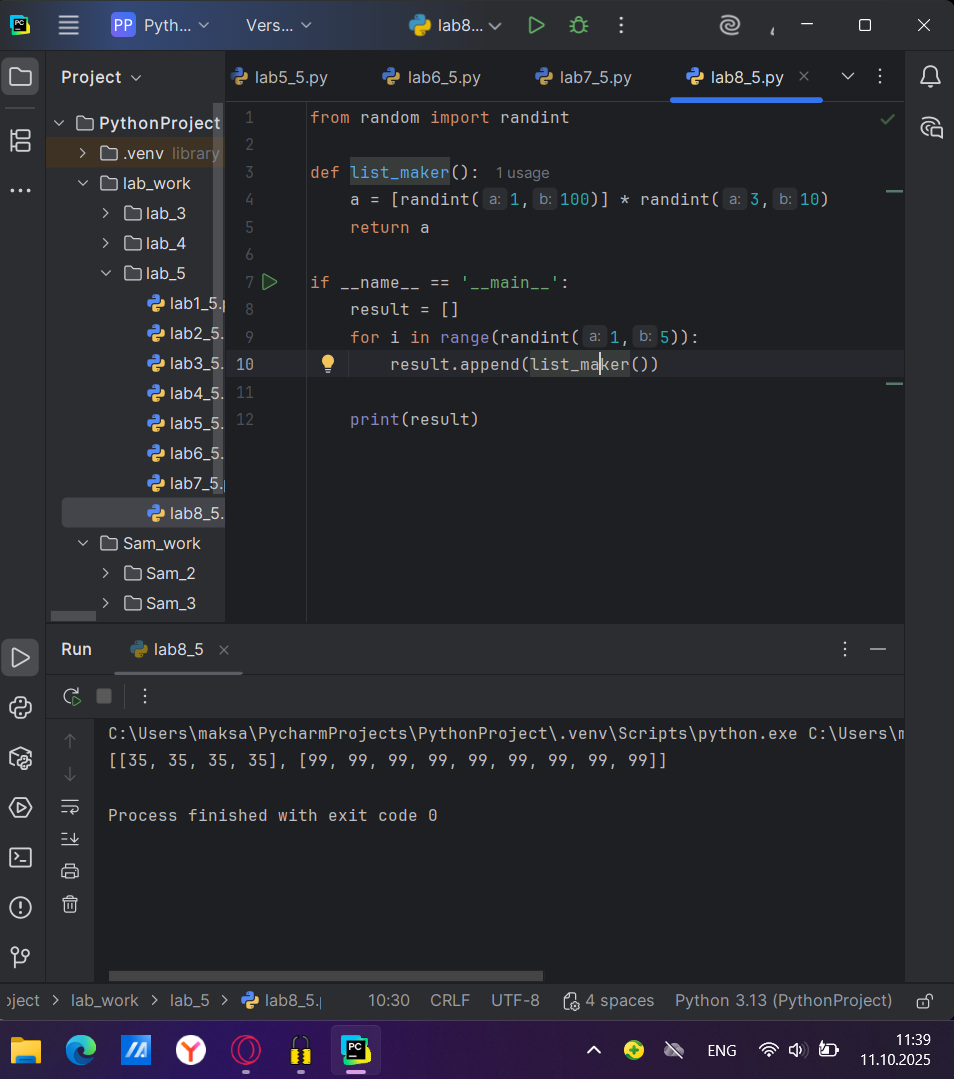 PP Pyth... Vers... lab8...
Project lab5_5.py lab6_5.py lab7_5.py lab8_5.py
PythonProject
.venv library
lab_work
lab_3
lab_4
lab_5
lab1_5.
lab2_5.
lab3_5.
lab4_5.
lab5_5.
lab6_5.
lab7_5.
lab8_5.
Sam_work
Sam_2
Sam_3
1 from random import randint
2
3 def list_maker(): 1 usage
4 a = [randint( a: 1, b: 100)] * randint( a: 3, b: 10)
5 return a
6
7 if __name__ == '__main__':
8 result = []
9 for i in range(randint( a: 1, b: 5)):
10 result.append(list_maker())
11
12 print(result)
Run lab8_5
C:\Users\maksa\PycharmProjects\PythonProject\.venv\Scripts\python.exe C:\Users\
[[35, 35, 35, 35], [99, 99, 99, 99, 99, 99, 99, 99, 99]]
Process finished with exit code 0
oject > lab_work > lab_5 > lab8_5. 10:30 CRLF UTF-8 4 spaces Python 3.13 (PythonProject)
ENG 11:39
11.10.2025